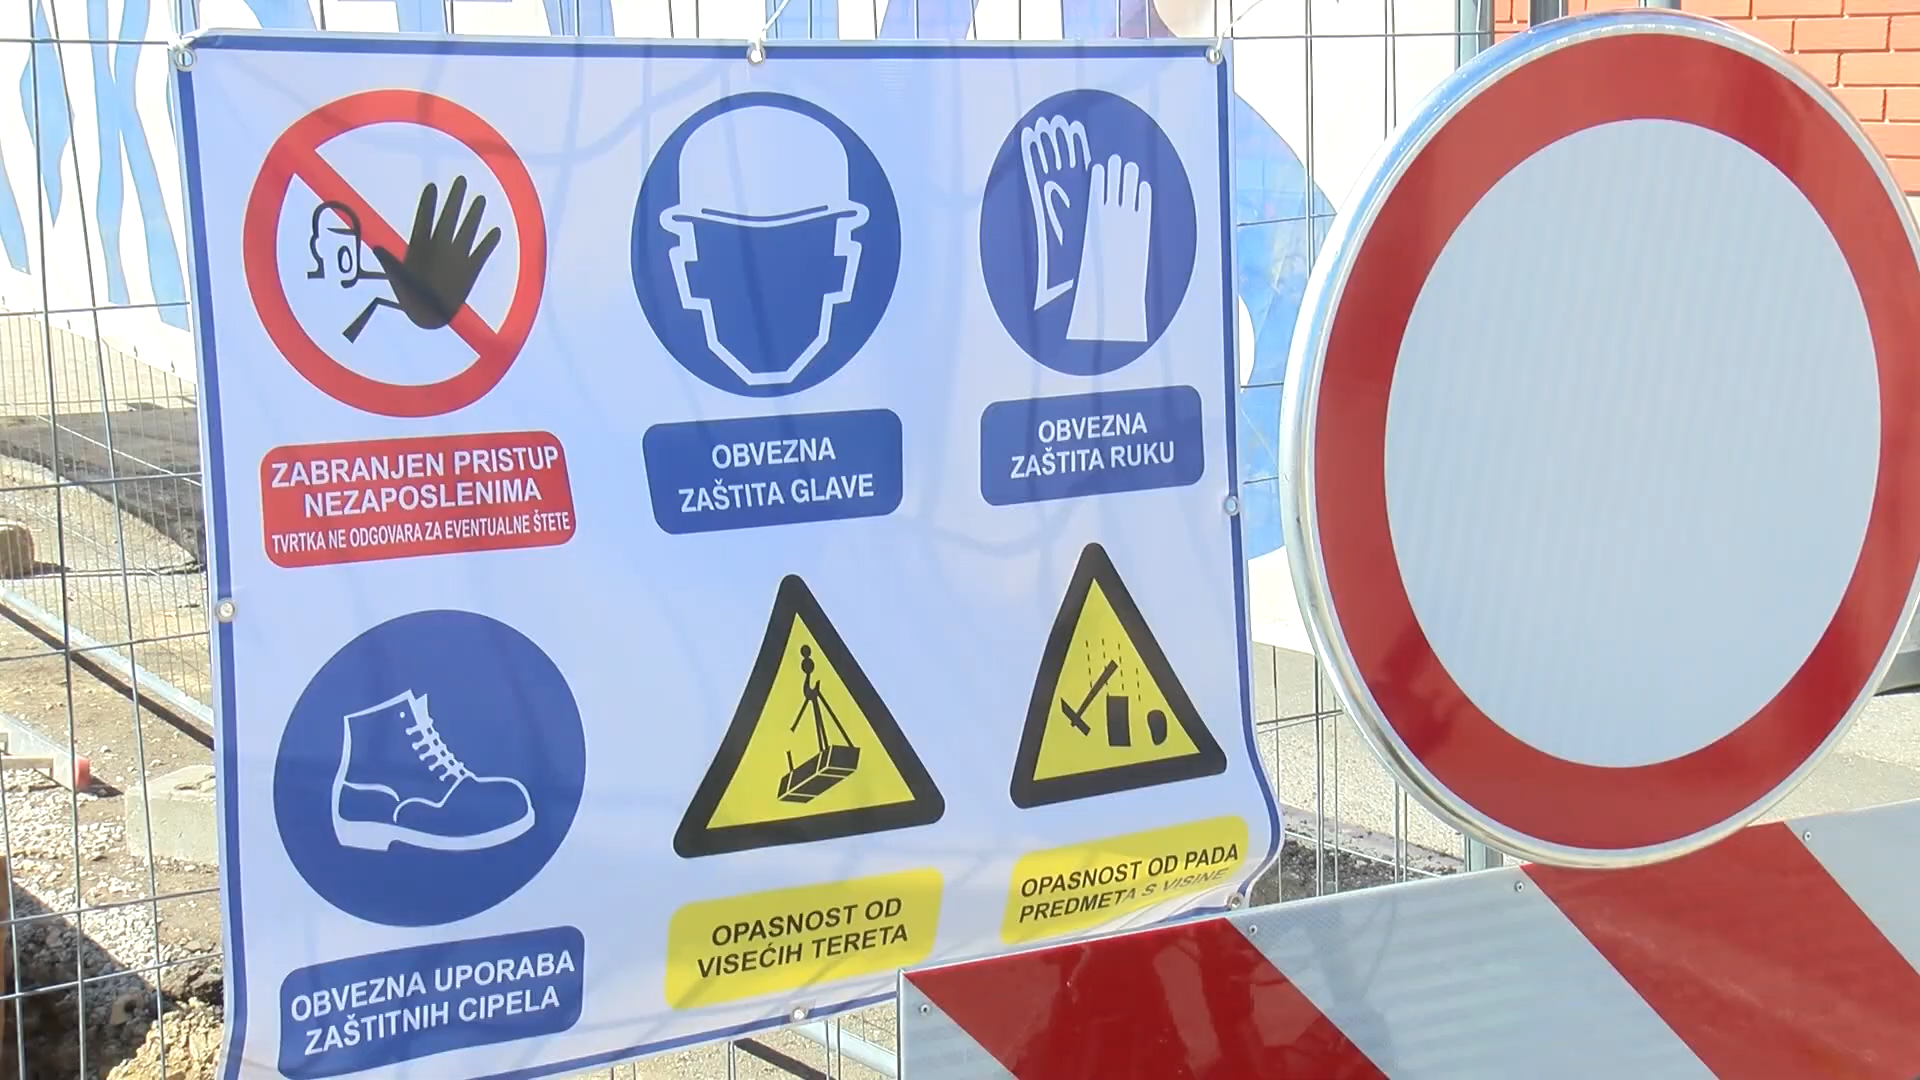 ZABRANJEN PRISTUP
NEZAPOSLENIMA
TVRTKA NE ODGOVARA ZA EVENTUALNE ŠTETE
OBVEZNA
ZAŠTITA GLAVE
OBVEZNA
ZAŠTITA RUKU
OBVEZNA UPORABA
ZAŠTITNIH CIPELA
OPASNOST OD
VISEĆIH TERETA
OPASNOST OD PADA
PREDMETA S VISINE